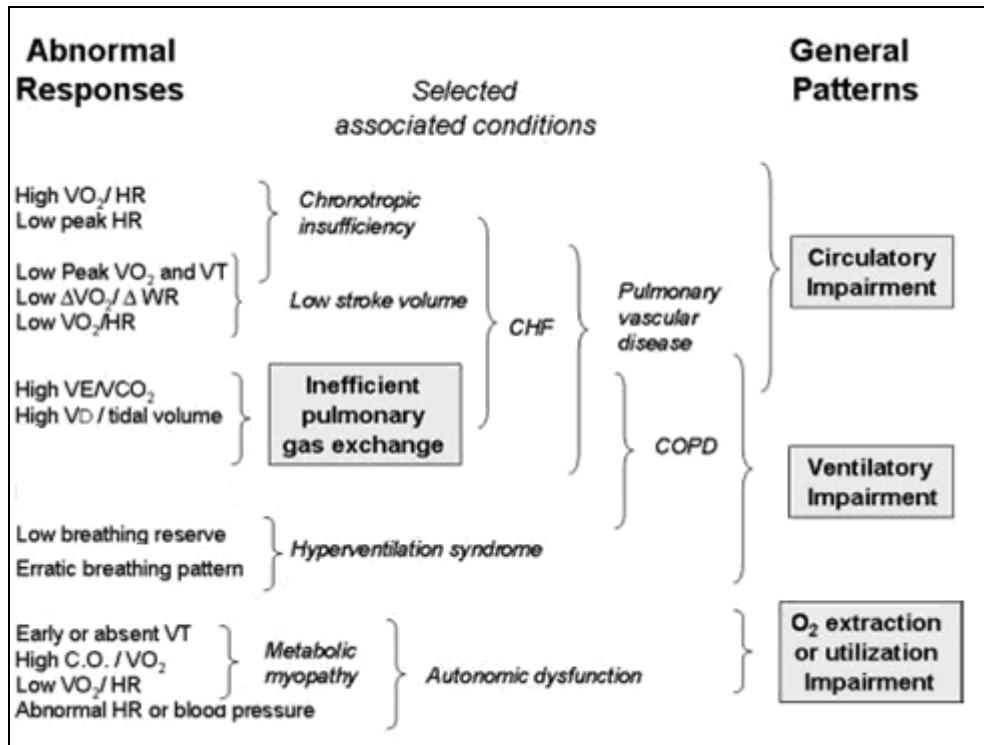 Abnormal
Responses
Selected
associated conditions
General
Patterns
High VO₂/ HR
Low peak HR
Chronotropic
insufficiency
Low Peak VO₂ and VT
Low ΔVO₂/ Δ WR
Low VO₂/HR
Low stroke volume
CHF
Pulmonary
vascular
disease
Circulatory
Impairment
High VE/VCO₂
High VD / tidal volume
Inefficient
pulmonary
gas exchange
COPD
Ventilatory
Impairment
Low breathing reserve
Erratic breathing pattern
Hyperventilation syndrome
Early or absent VT
High C.O. / VO₂
Low VO₂/ HR
Abnormal HR or blood pressure
Metabolic
myopathy
Autonomic dysfunction
O₂ extraction
or utilization
Impairment